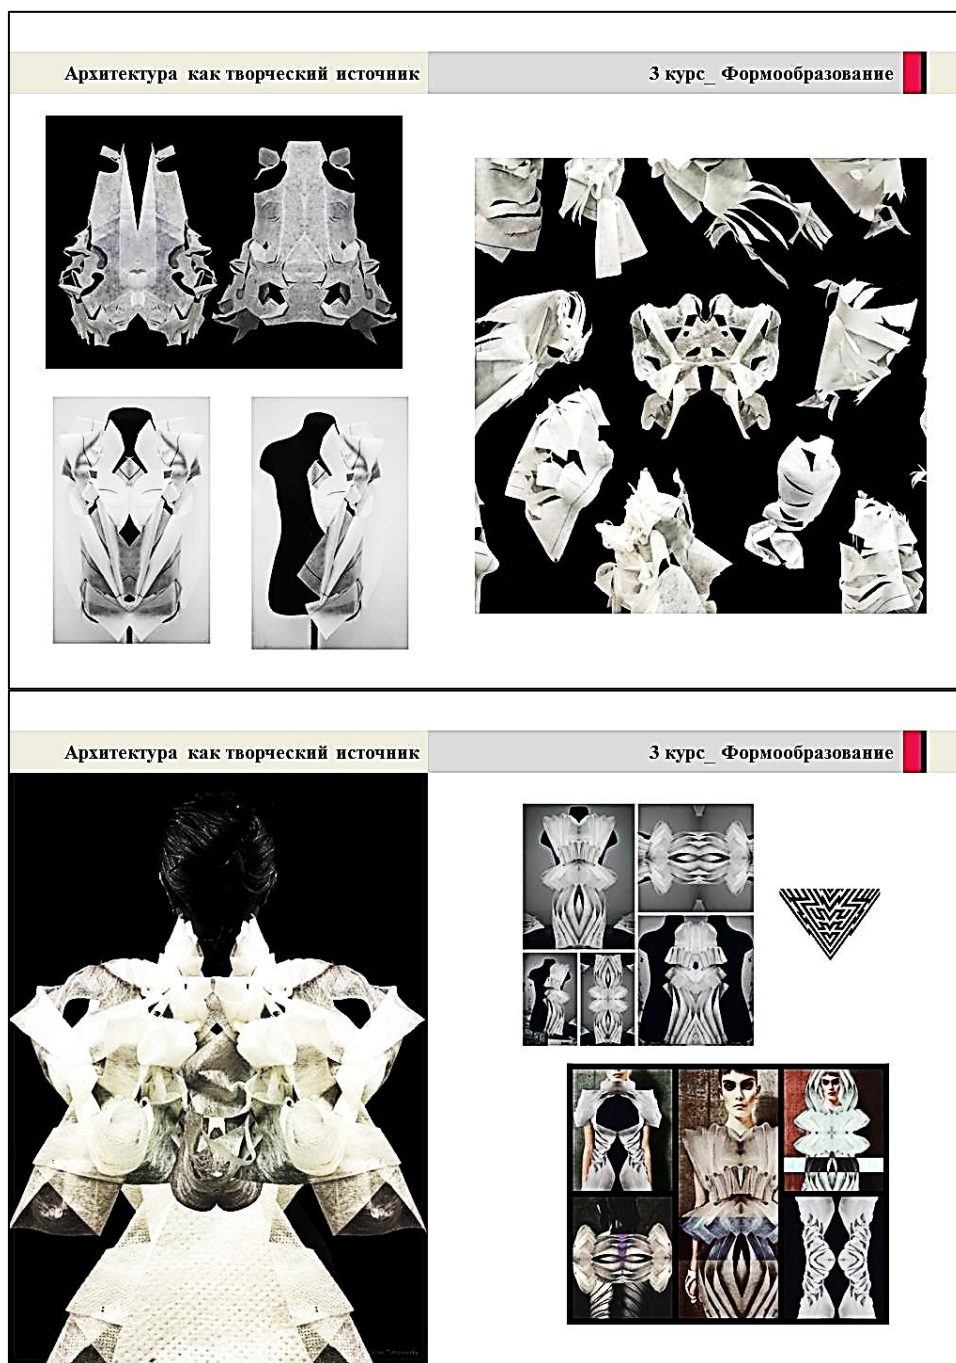 Архитектура как творческий источник
3 курс_ Формообразование
Архитектура как творческий источник
3 курс_ Формообразование